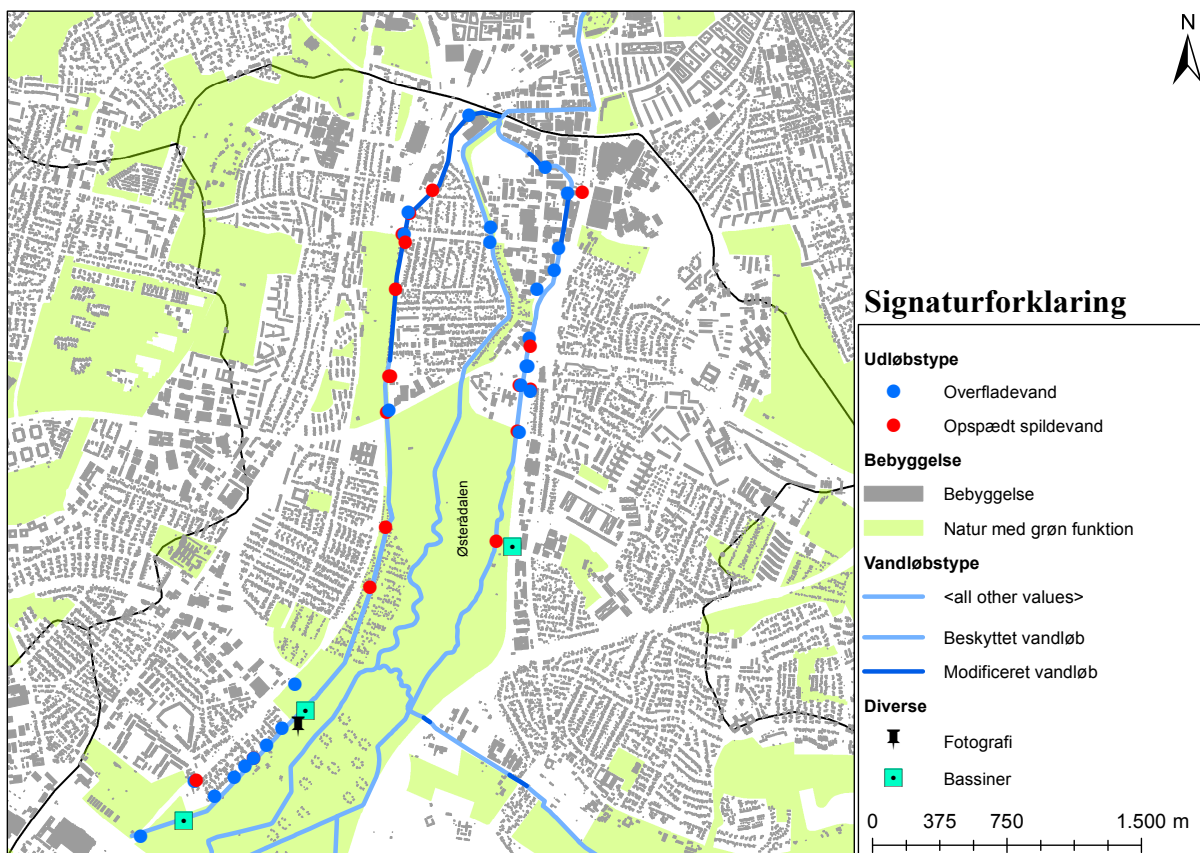 N
Østerådalen
Signaturforklaring
Udløbstype
Overfladevand
Opspædt spildevand
Bebyggelse
Bebyggelse
Natur med grøn funktion
Vandløbstype
<all other values>
Beskyttet vandløb
Modificeret vandløb
Diverse
Fotografi
Bassiner
0 375 750 1.500 m